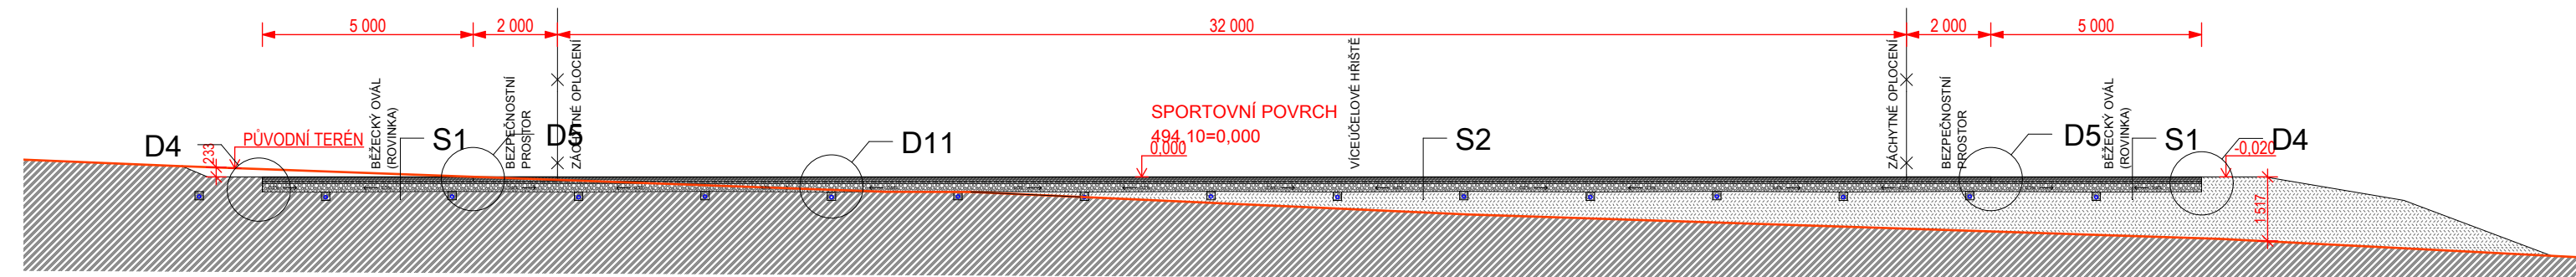 5 000
2 000
32 000
2 000
5 000
BĚŽECKÝ OVÁL
(ROVINKA)
BEZPEČNOSTNÍ
PROSTOR
ZÁCHYTNÉ OPLOCENÍ
VÍCEÚČELOVÉ HŘIŠTĚ
ZÁCHYTNÉ OPLOCENÍ
BEZPEČNOSTNÍ
PROSTOR
BĚŽECKÝ OVÁL
(ROVINKA)
SPORTOVNÍ POVRCH
494,10=0,000
0,000
D4
233
PŮVODNÍ TERÉN
S1
D5
D11
S2
D5
S1
D4
-0,020
1 517